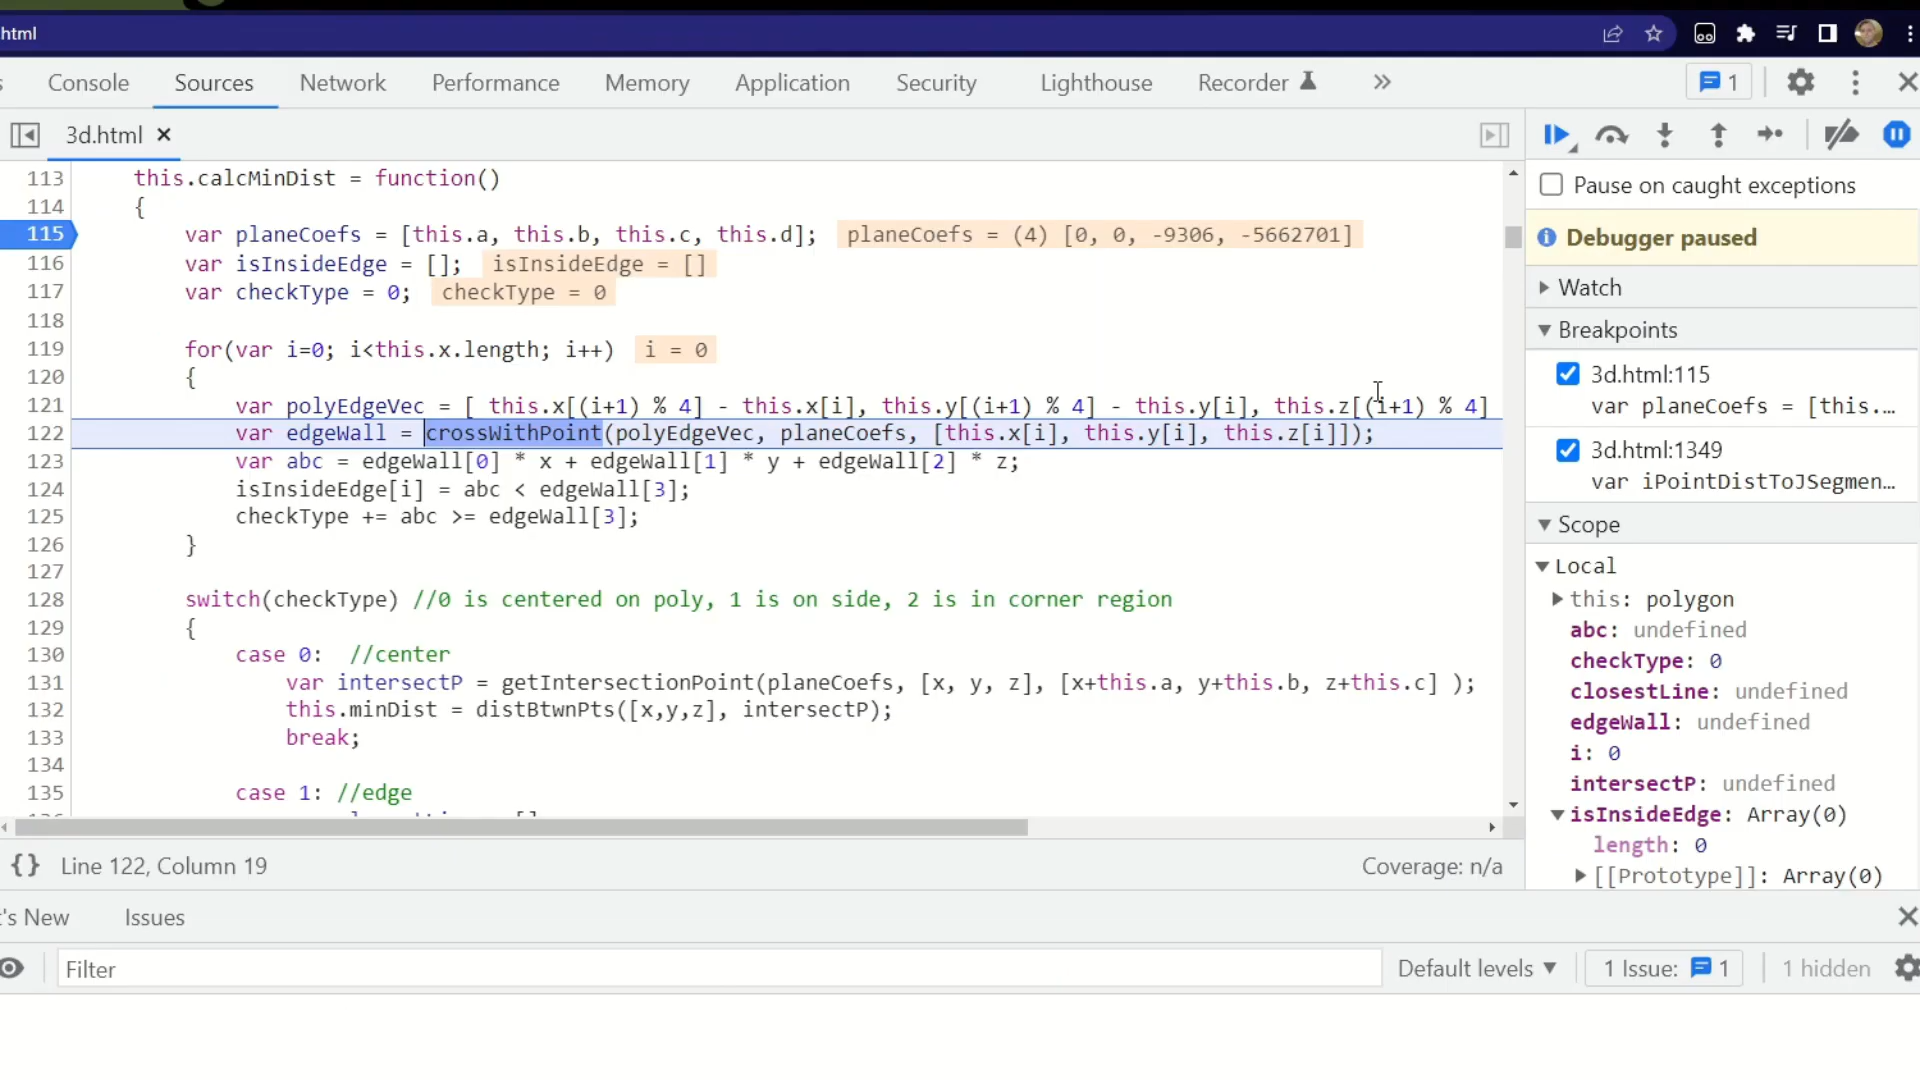 html
Console Sources Network Performance Memory Application Security Lighthouse Recorder 1
3d.html
113 this.calcMinDist = function()
114 {
115 var planeCoefs = [this.a, this.b, this.c, this.d]; planeCoefs = (4) [0, 0, -9306, -5662701]
116 var isInsideEdge = []; isInsideEdge = []
117 var checkType = 0; checkType = 0
118
119 for(var i=0; i<this.x.length; i++) i = 0
120 {
121 var polyEdgeVec = [ this.x[(i+1) % 4] - this.x[i], this.y[(i+1) % 4] - this.y[i], this.z[(i+1) % 4]
122 var edgeWall = crossWithPoint(polyEdgeVec, planeCoefs, [this.x[i], this.y[i], this.z[i]]);
123 var abc = edgeWall[0] * x + edgeWall[1] * y + edgeWall[2] * z;
124 isInsideEdge[i] = abc < edgeWall[3];
125 checkType += abc >= edgeWall[3];
126 }
127
128 switch(checkType) //0 is centered on poly, 1 is on side, 2 is in corner region
129 {
130 case 0: //center
131 var intersectP = getIntersectionPoint(planeCoefs, [x, y, z], [x+this.a, y+this.b, z+this.c] );
132 this.minDist = distBtwnPts([x,y,z], intersectP);
133 break;
134
135 case 1: //edge
{} Line 122, Column 19 Coverage: n/a
Pause on caught exceptions
Debugger paused
Watch
Breakpoints
3d.html:115
var planeCoefs = [this.…
3d.html:1349
var iPointDistToJSegmen…
Scope
Local
this: polygon
abc: undefined
checkType: 0
closestLine: undefined
edgeWall: undefined
i: 0
intersectP: undefined
isInsideEdge: Array(0)
length: 0
[[Prototype]]: Array(0)
's New Issues
Filter Default levels 1 Issue: 1 1 hidden